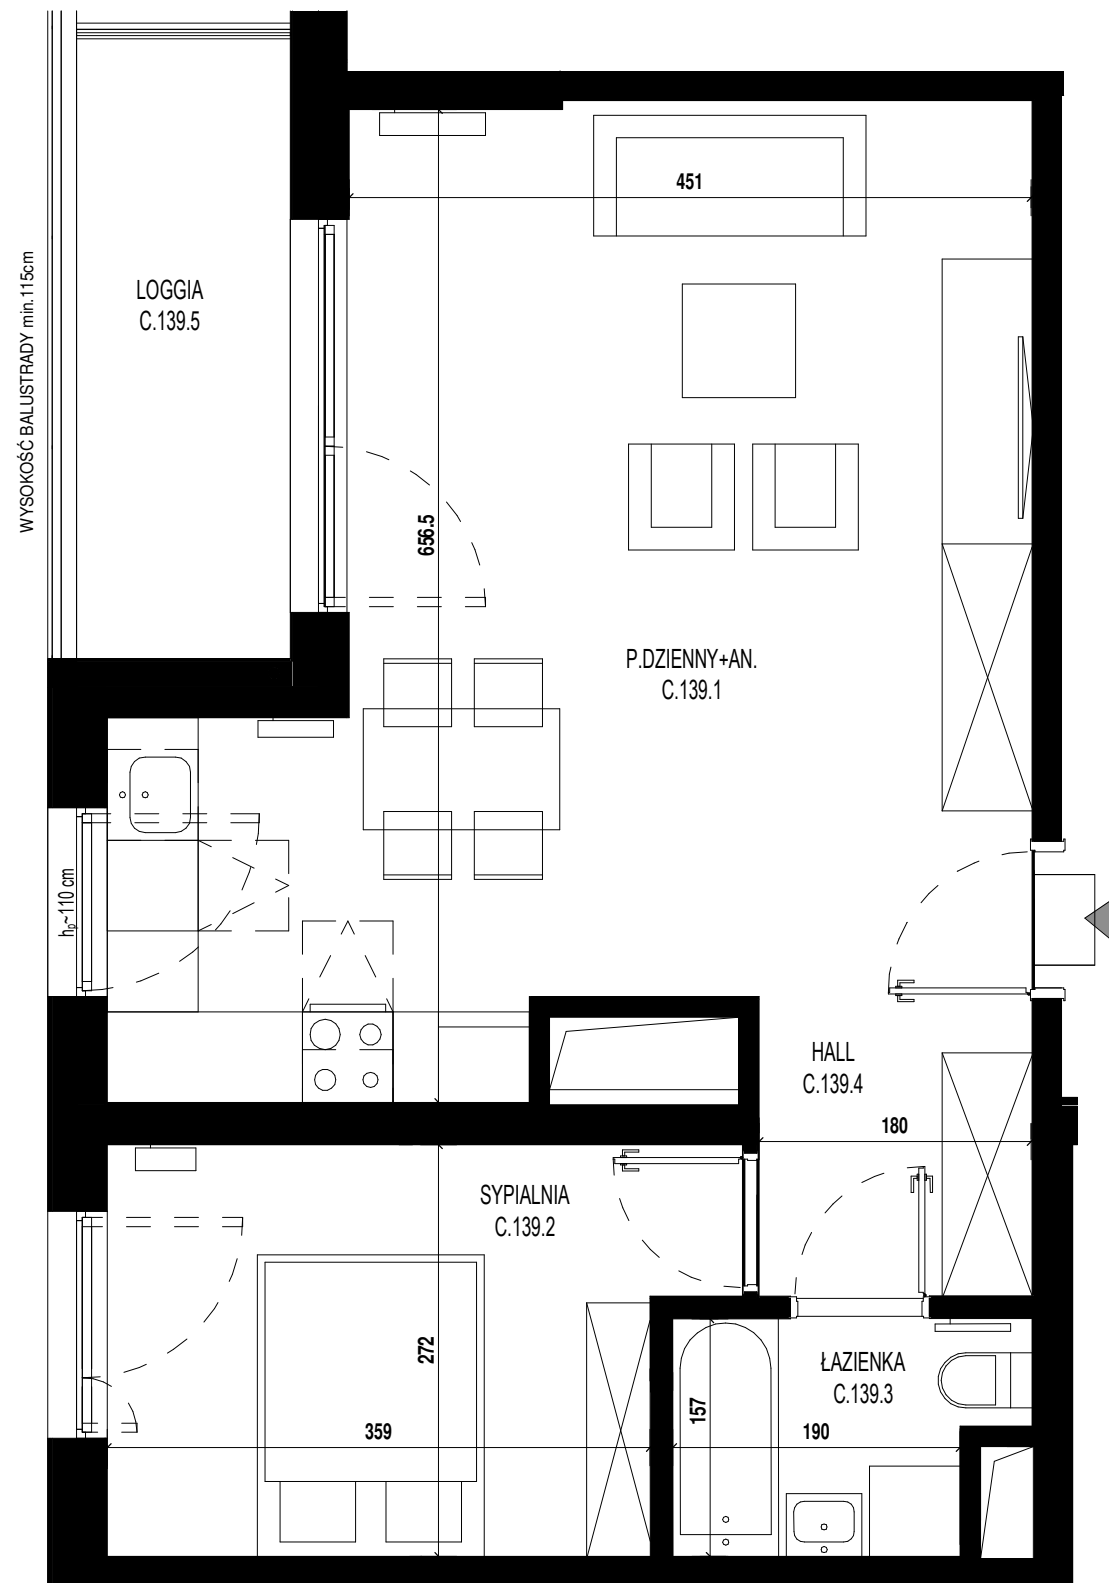 451
LOGGIA
C.139.5
WYSOKOŚĆ BALUSTRADY min.115cm
656.5
P.DZIENNY+AN.
C.139.1
hp~110 cm
HALL
C.139.4
180
SYPIALNIA
C.139.2
272
359
ŁAZIENKA
C.139.3
157
190